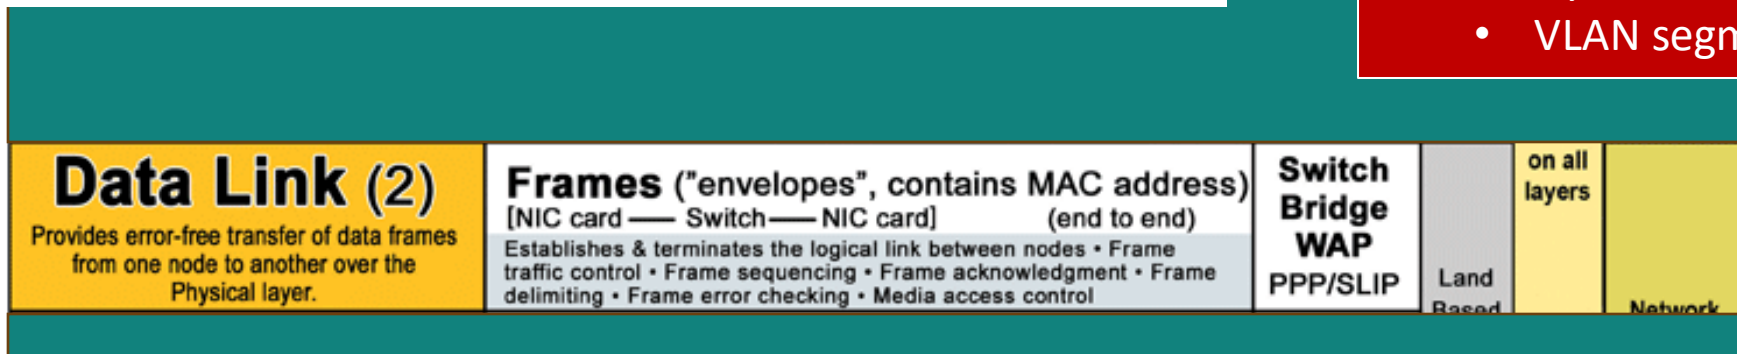 • VLAN
Data Link (2)
Provides error-free transfer of data frames
from one node to another over the
Physical layer.
Frames ("envelopes", contains MAC address)
[NIC card — Switch — NIC card] (end to end)
Establishes & terminates the logical link between nodes • Frame
traffic control • Frame sequencing • Frame acknowledgment • Frame
delimiting • Frame error checking • Media access control
Switch
Bridge
WAP
PPP/SLIP
Land
Based
on all
layers
Network